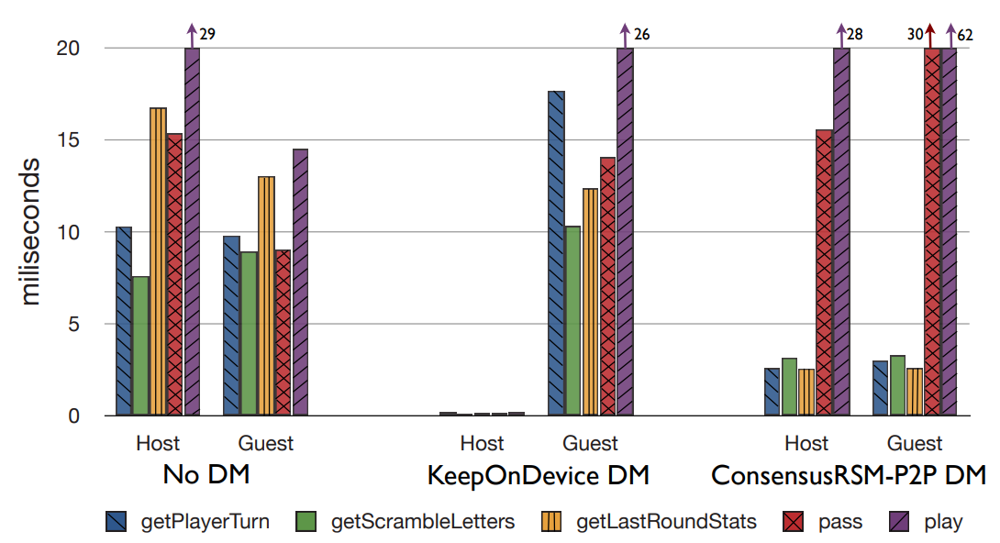 29
26
28
30
62
20
15
10
5
0
miliseconds
Host Guest Host Guest Host Guest
No DM KeepOnDevice DM ConsensusRSM-P2P DM
getPlayerTurn getScrambleLetters getLastRoundStats pass play